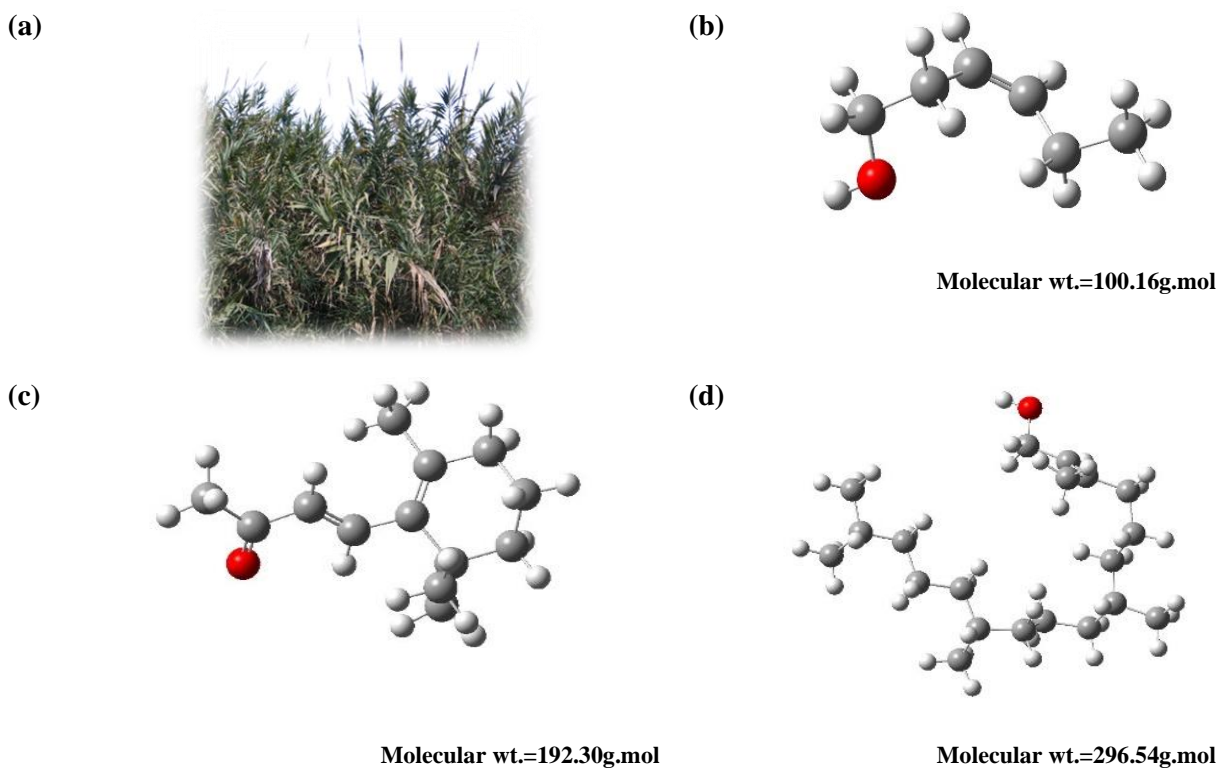 (a)
(b)
Molecular wt.=100.16g.mol
(c)
(d)
Molecular wt.=192.30g.mol
Molecular wt.=296.54g.mol